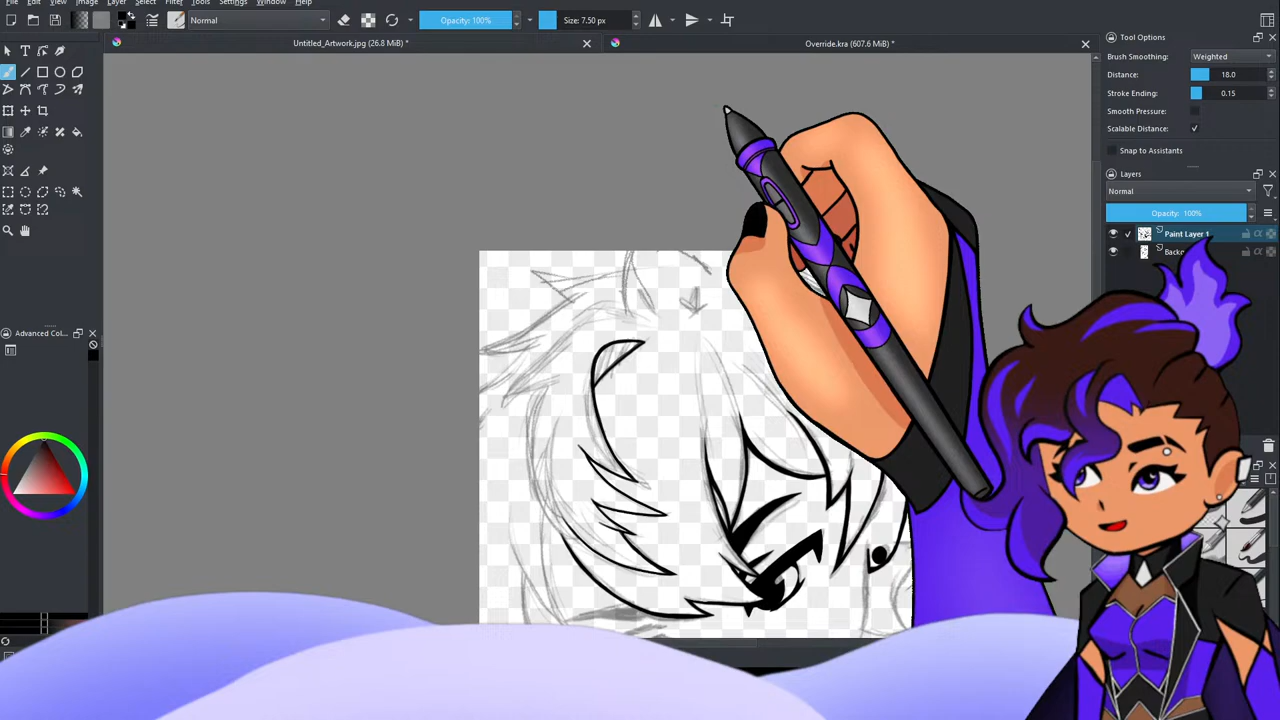 File Edit View Image Layer Select Filter Tools Settings Window Help
Normal
Opacity: 100%
Size: 7.50 px
Untitled_Artwork.jpg (26.8 MiB) *
Override.kra (607.6 MiB) *
Tool Options
Brush Smoothing: Weighted
Distance: 18.0
Stroke Ending: 0.15
Smooth Pressure:
Scalable Distance:
Snap to Assistants
Layers
Normal
Opacity: 100%
Paint Layer 1
Backg
Advanced Col...